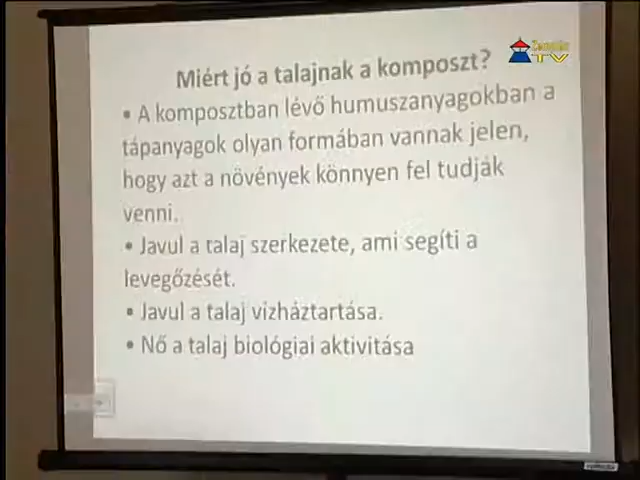 Miért jó a talajnak a komposzt?
• A komposztban lévő humuszanyagokban a
tápanyagok olyan formában vannak jelen,
hogy azt a növények könnyen fel tudják
venni.
• Javul a talaj szerkezete, ami segíti a
levegőzését.
• Javul a talaj vízháztartása.
• Nő a talaj biológiai aktivitása
TV